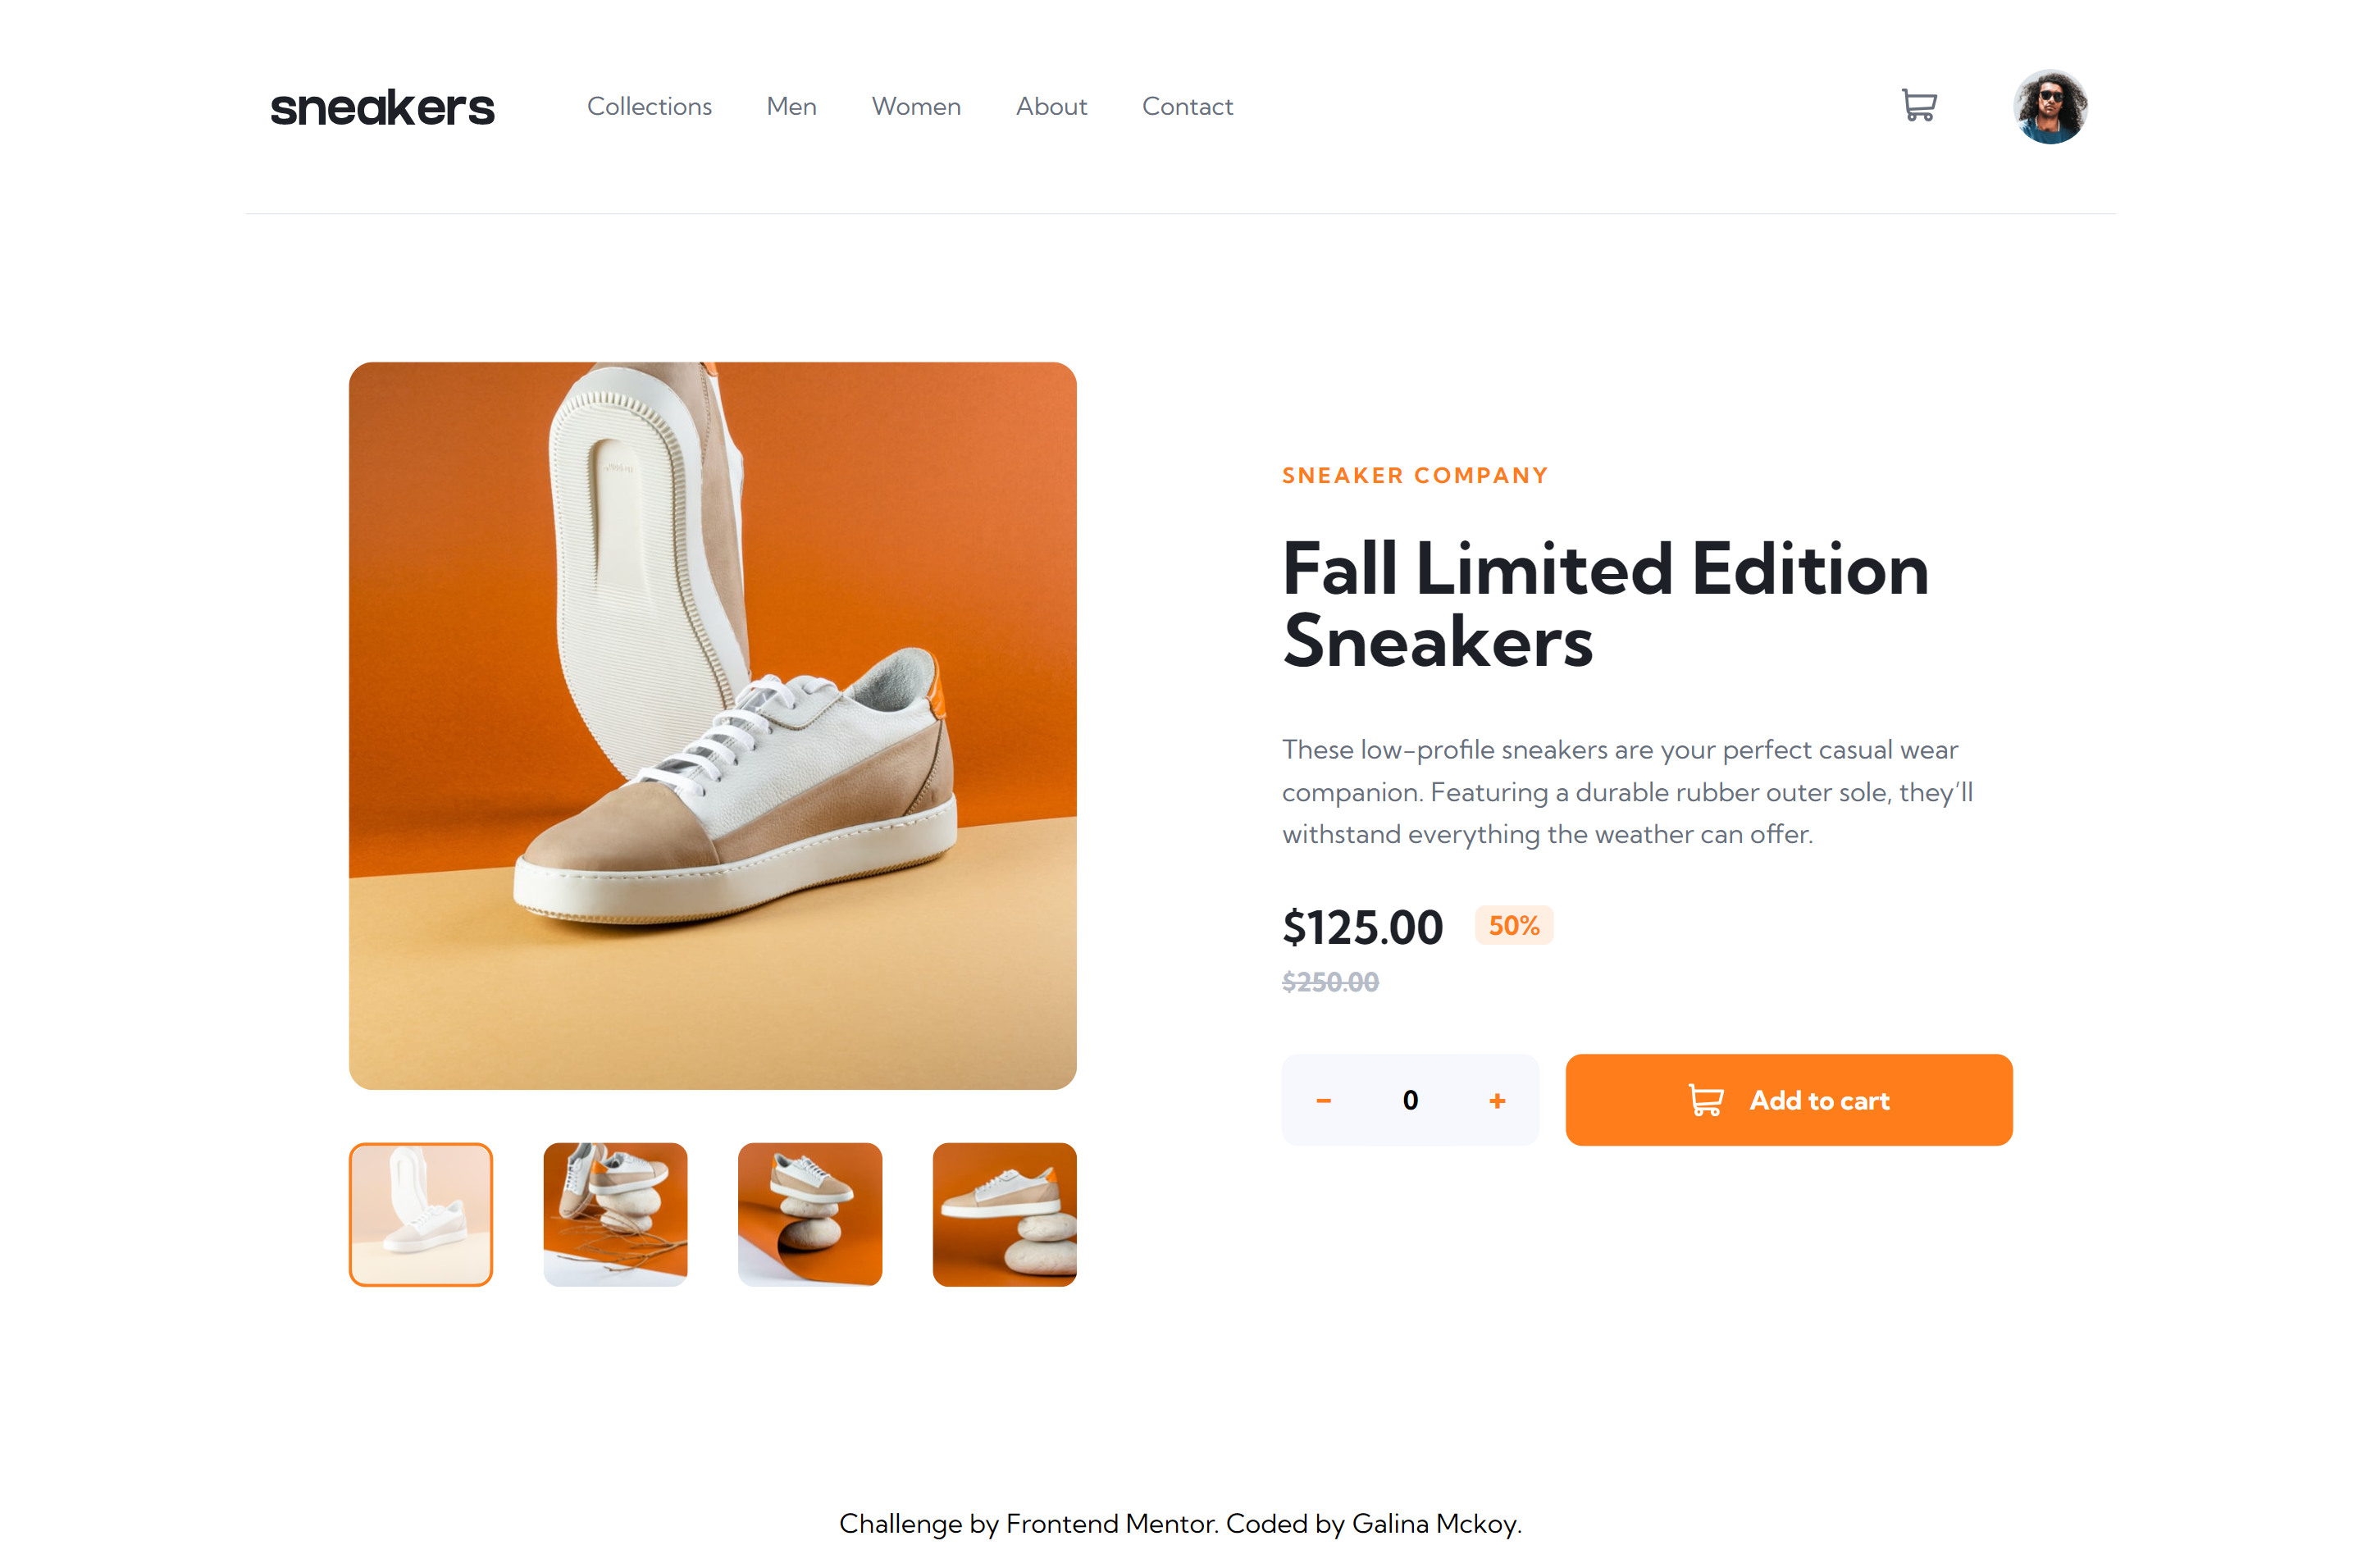 sneakers
Collections Men Women About Contact
SNEAKER COMPANY
Fall Limited Edition
Sneakers
These low-profile sneakers are your perfect casual wear
companion. Featuring a durable rubber outer sole, they’ll
withstand everything the weather can offer.
$125.00 50%
$250.00
− 0 + Add to cart
Challenge by Frontend Mentor. Coded by Galina Mckoy.